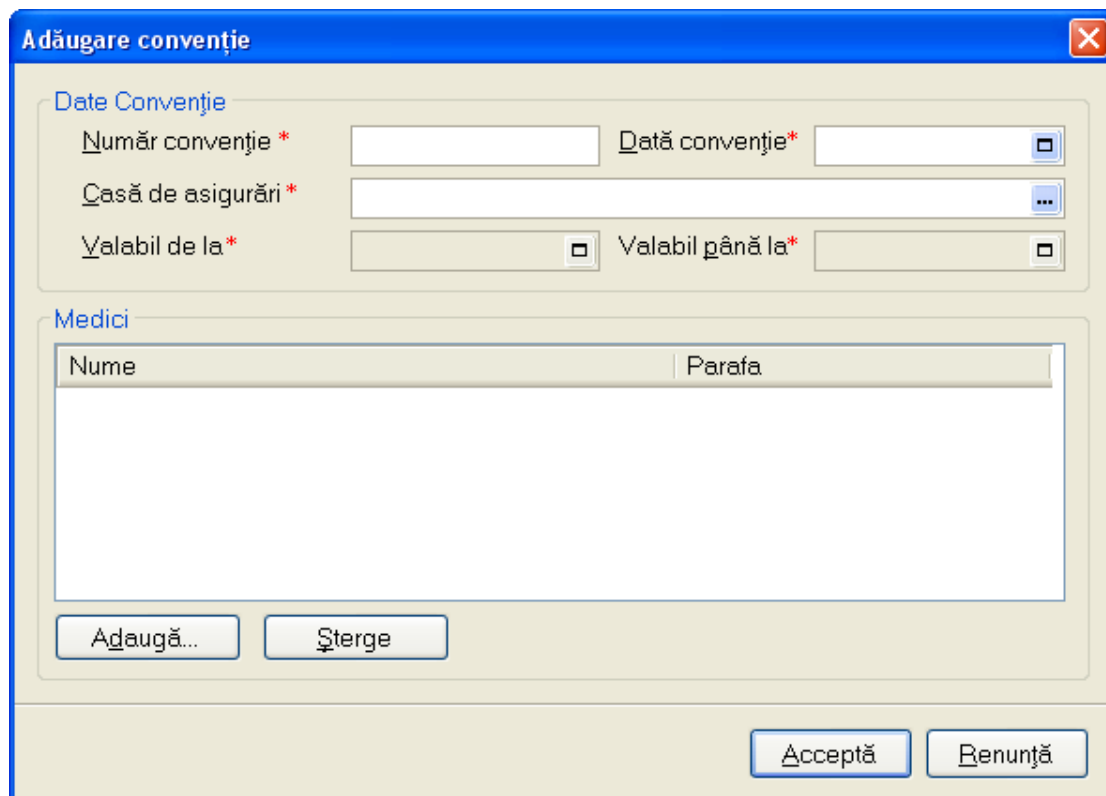 Adăugare convenție
Date Convenţie
Număr convenţie * Dată convenţie*
Casă de asigurări * ...
Valabil de la* Valabil până la*
Medici
Nume Parafa
Adaugă... Şterge
Acceptă Renunţă